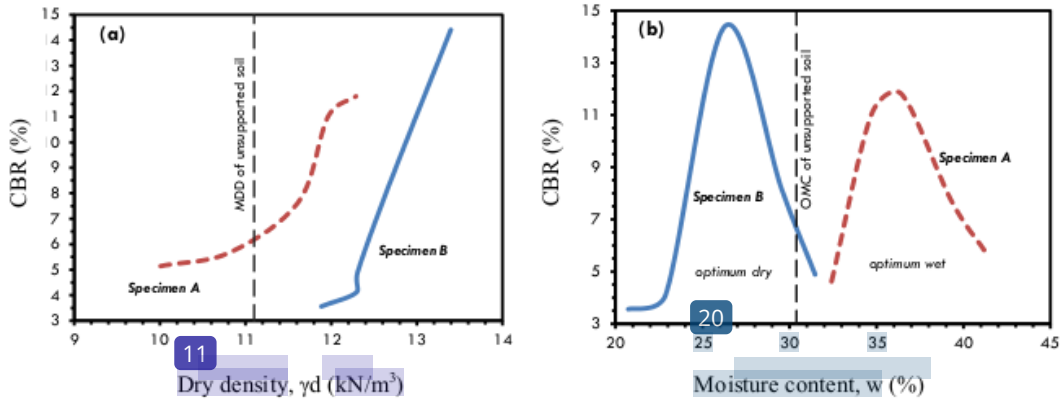 (a)
MDD of unsupported soil
Specimen A
Specimen B
CBR (%)
15
3
12
11
10
9
8
7
6
5
4
3
9
10
11
12
13
14
11
Dry density, γd (kN/m³)
(b)
OMC of unsupported soil
Specimen B
Specimen A
optimum dry
optimum wet
CBR (%)
15
13
11
9
7
5
3
20
25
30
35
40
45
20
Moisture content, w (%)